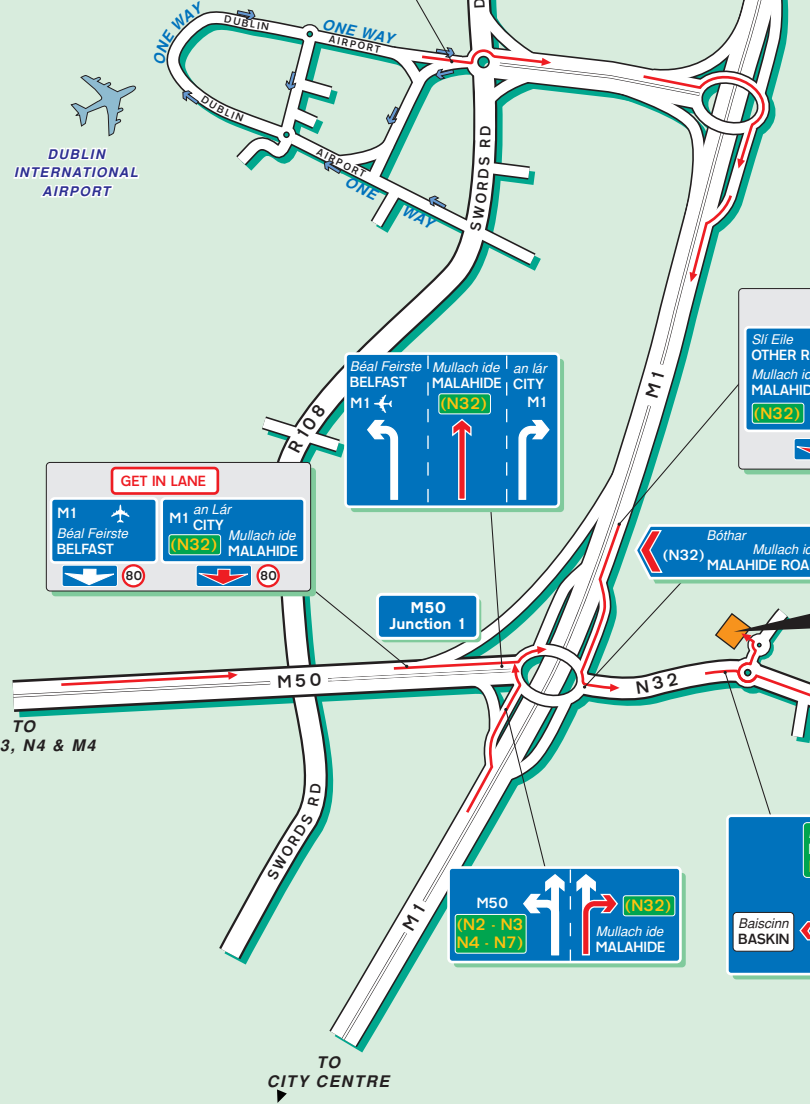 ONE WAY
DUBLIN
ONE WAY
AIRPORT
D
DUBLIN
AIRPORT
ONE WAY
SWORDS RD
DUBLIN
INTERNATIONAL
AIRPORT
M1
R108
Béal Feirste
BELFAST
M1
Mullach ide
MALAHIDE
(N32)
an lár
CITY
M1
Slí Eile
OTHER R
Mullach id
MALAHID
(N32)
GET IN LANE
M1
Béal Feirste
BELFAST
80
M1
an Lár
CITY
(N32)
Mullach ide
MALAHIDE
80
Bóthar
Mullach id
(N32)
MALAHIDE ROA
M50
Junction 1
M50
N32
TO
3, N4 & M4
SWORDS RD
M1
M50
(N2 - N3
N4 - N7)
(N32)
Mullach ide
MALAHIDE
Baiscinn
BASKIN
TO
CITY CENTRE